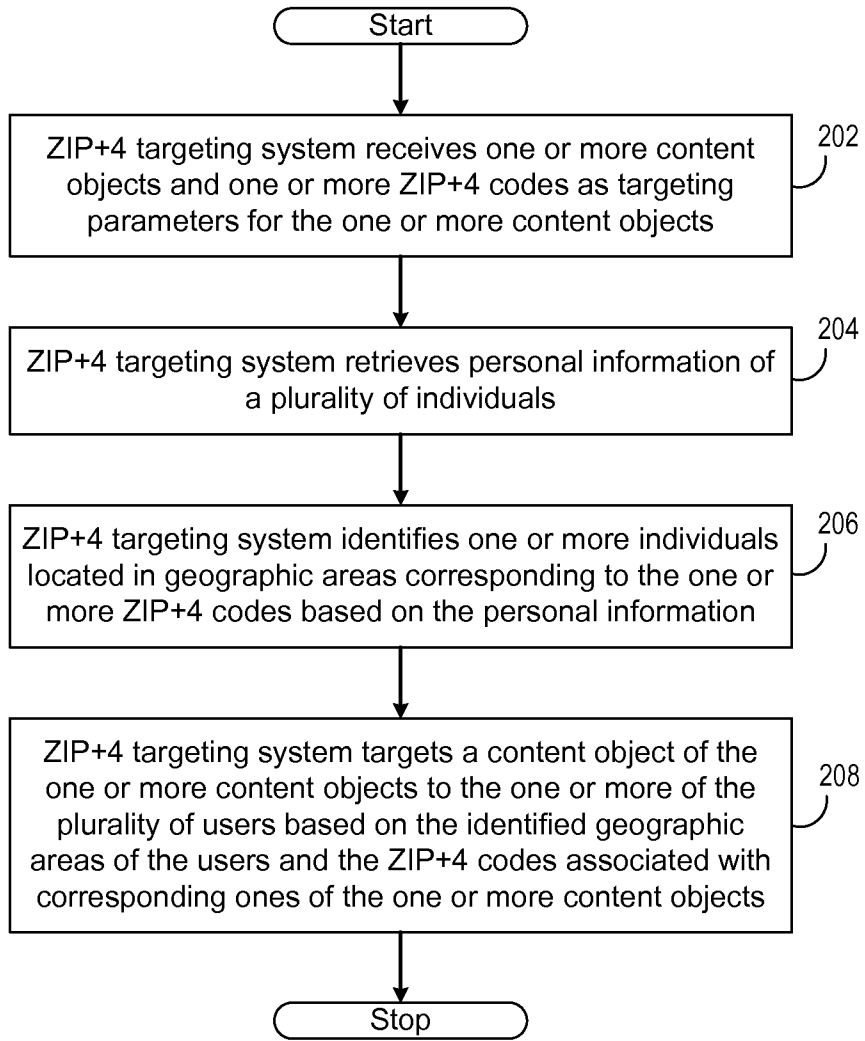 Start
ZIP+4 targeting system receives one or more content
objects and one or more ZIP+4 codes as targeting
parameters for the one or more content objects
202
ZIP+4 targeting system retrieves personal information of
a plurality of individuals
204
ZIP+4 targeting system identifies one or more individuals
located in geographic areas corresponding to the one or
more ZIP+4 codes based on the personal information
206
ZIP+4 targeting system targets a content object of the
one or more content objects to the one or more of the
plurality of users based on the identified geographic
areas of the users and the ZIP+4 codes associated with
corresponding ones of the one or more content objects
208
Stop